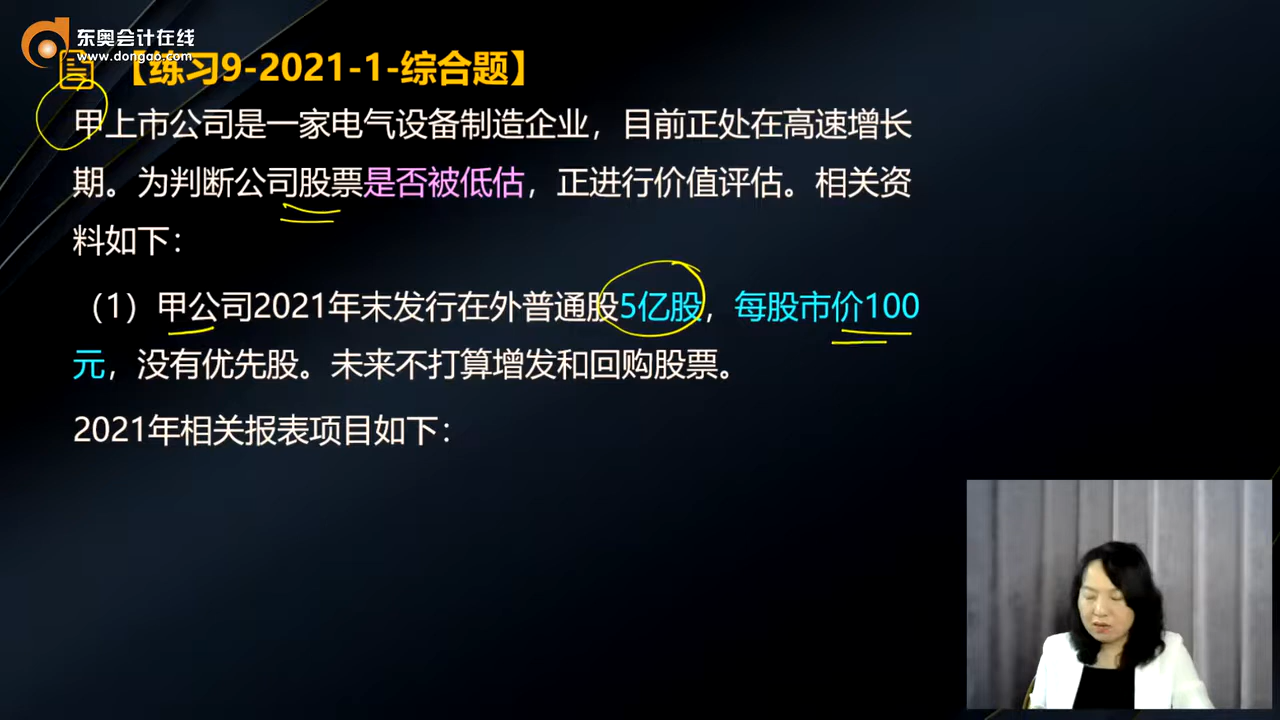 东奥会计在线
www.dongao.com
【练习9-2021-1-综合题】
甲上市公司是一家电气设备制造企业，目前正处在高速增长
期。为判断公司股票是否被低估，正进行价值评估。相关资
料如下：
（1）甲公司2021年末发行在外普通股5亿股，每股市价100
元，没有优先股。未来不打算增发和回购股票。
2021年相关报表项目如下：